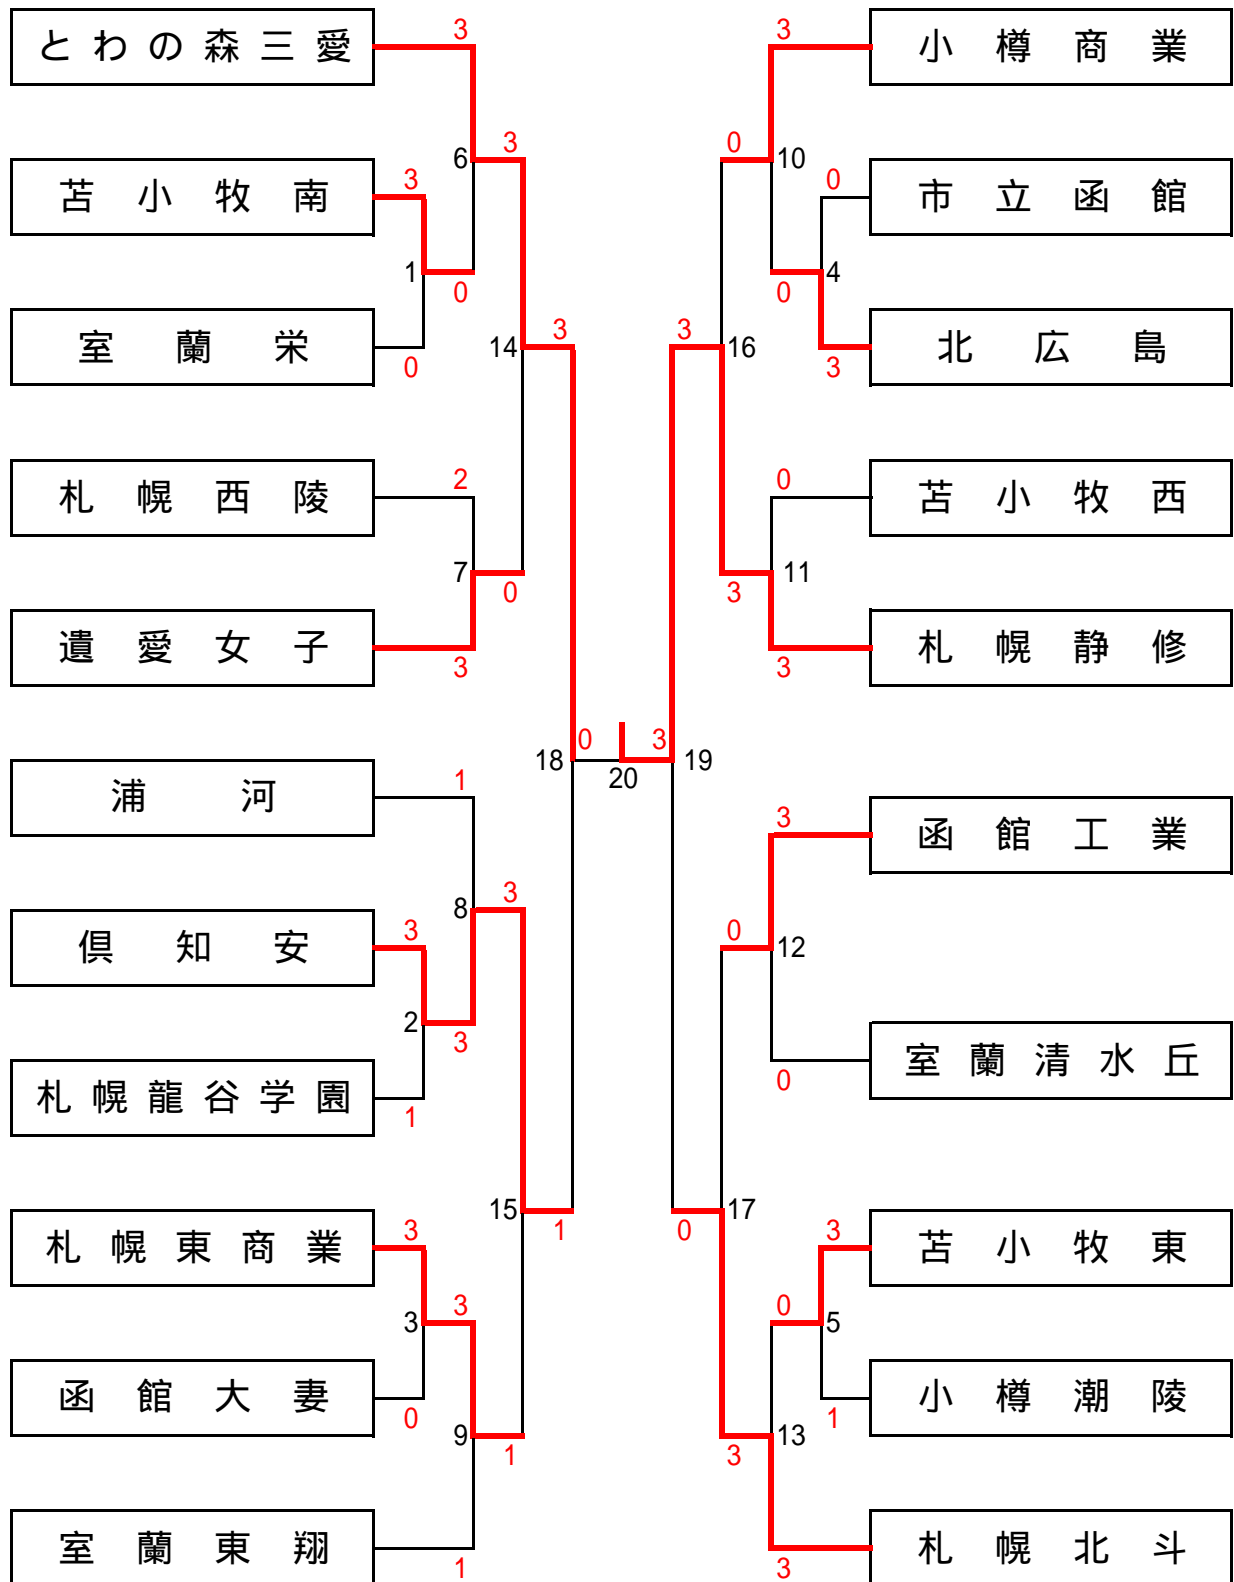 とわの森三愛
3
3
小樽商業
6
3
0
10
苫小牧南
3
0
市立函館
1
0
0
4
室蘭栄
0
14
3
3
16
3
北広島
札幌西陵
2
0
苫小牧西
7
0
3
11
遺愛女子
3
3
札幌静修
18
0
20
3
19
浦河
1
3
函館工業
8
3
0
12
倶知安
3
2
3
0
室蘭清水丘
札幌龍谷学園
1
15
1
0
17
札幌東商業
3
3
苫小牧東
3
3
0
5
函館大妻
0
1
小樽潮陵
9
1
3
13
室蘭東翔
1
3
札幌北斗